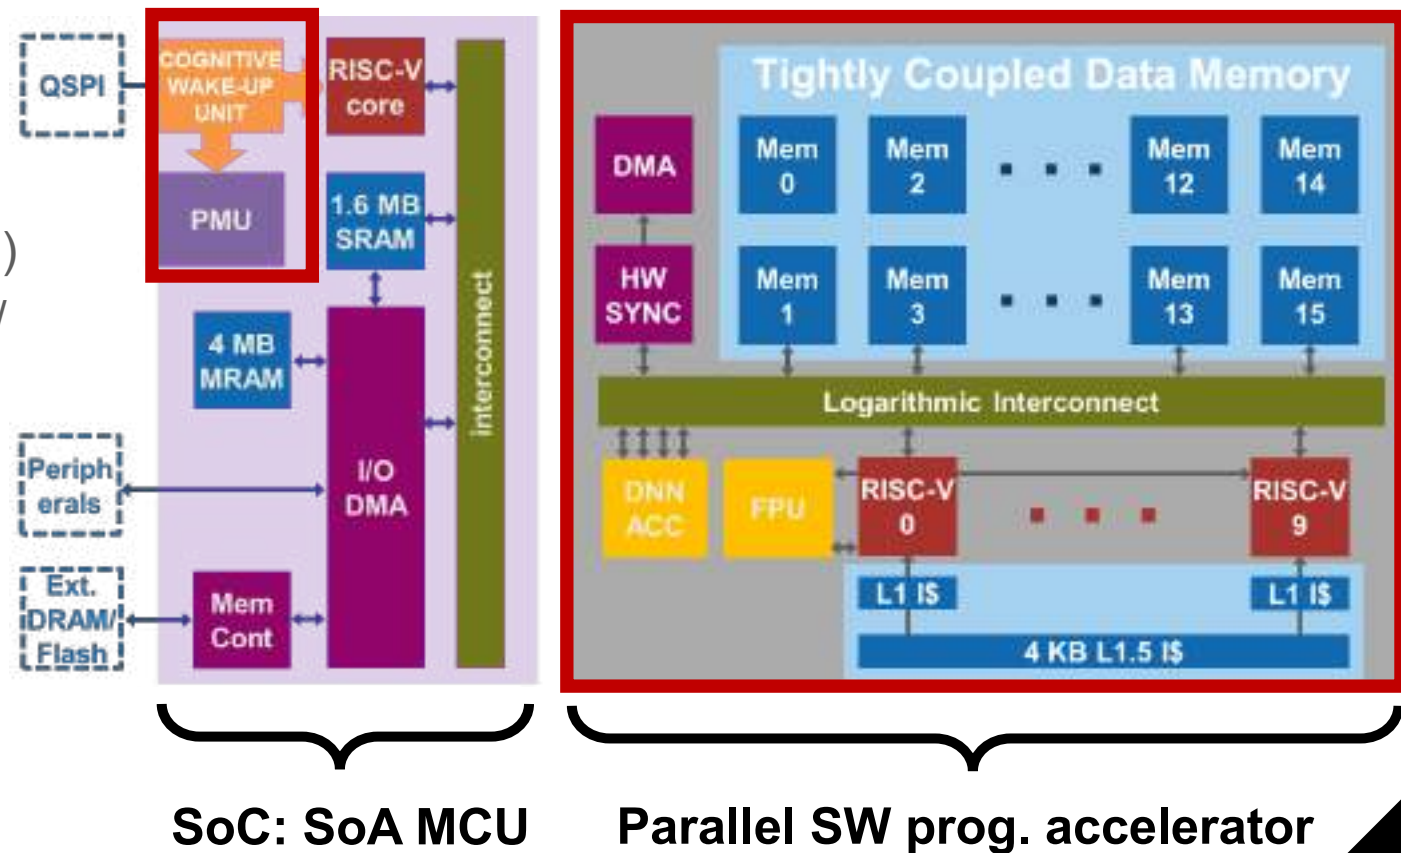 QSPI
COGNITIVE
WAKE-UP
UNIT
RISC-V
core
PMU
1.6 MB
SRAM
)
/
4 MB
MRAM
interconnect
Periph
erals
I/O
DMA
Ext.
DRAM/
Flash
Mem
Cont
SoC: SoA MCU
Tightly Coupled Data Memory
DMA
Mem
0
Mem
2
Mem
12
Mem
14
HW
SYNC
Mem
1
Mem
3
Mem
13
Mem
15
Logarithmic Interconnect
DNN
ACC
FPU
RISC-V
0
RISC-V
9
L1 I$
L1 I$
4 KB L1.5 I$
Parallel SW prog. accelerator